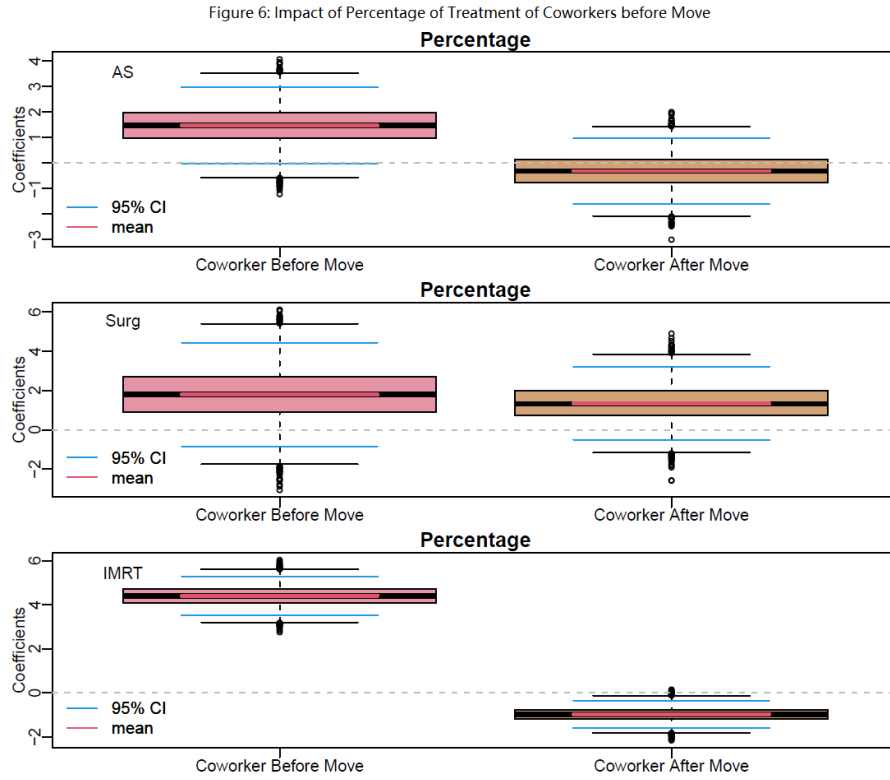 Figure 6: Impact of Percentage of Treatment of Coworkers before Move
Percentage
AS
Coefficients
4
3
2
1
−1
−3
95% CI
mean
Coworker Before Move
Coworker After Move
Percentage
Surg
Coefficients
6
4
2
0
−2
95% CI
mean
Coworker Before Move
Coworker After Move
Percentage
IMRT
Coefficients
6
4
2
0
−2
95% CI
mean
Coworker Before Move
Coworker After Move